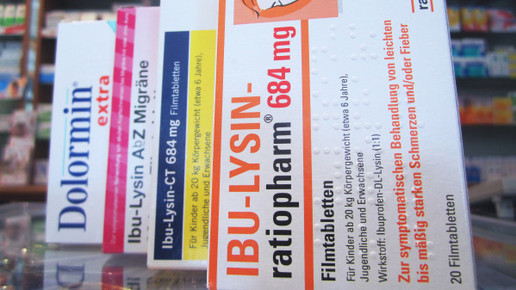 Dolormin®
extra
Ibu-Lysin AbZ Migräne
Ibu-Lysin-CT 684 mg Filmtabletten
Für Kinder ab 20 kg Körpergewicht (etwa 6 Jahre),
Jugendliche und Erwachsene
IBU-LYSIN-
ratiopharm® 684 mg
Filmtabletten
Für Kinder ab 20 kg Körpergewicht (etwa 6 Jahre),
Jugendliche und Erwachsene
Wirkstoff: Ibuprofen-DL-Lysin (1:1)
Zur symptomatischen Behandlung von leichten
bis mäßig starken Schmerzen und/oder Fieber
20 Filmtabletten